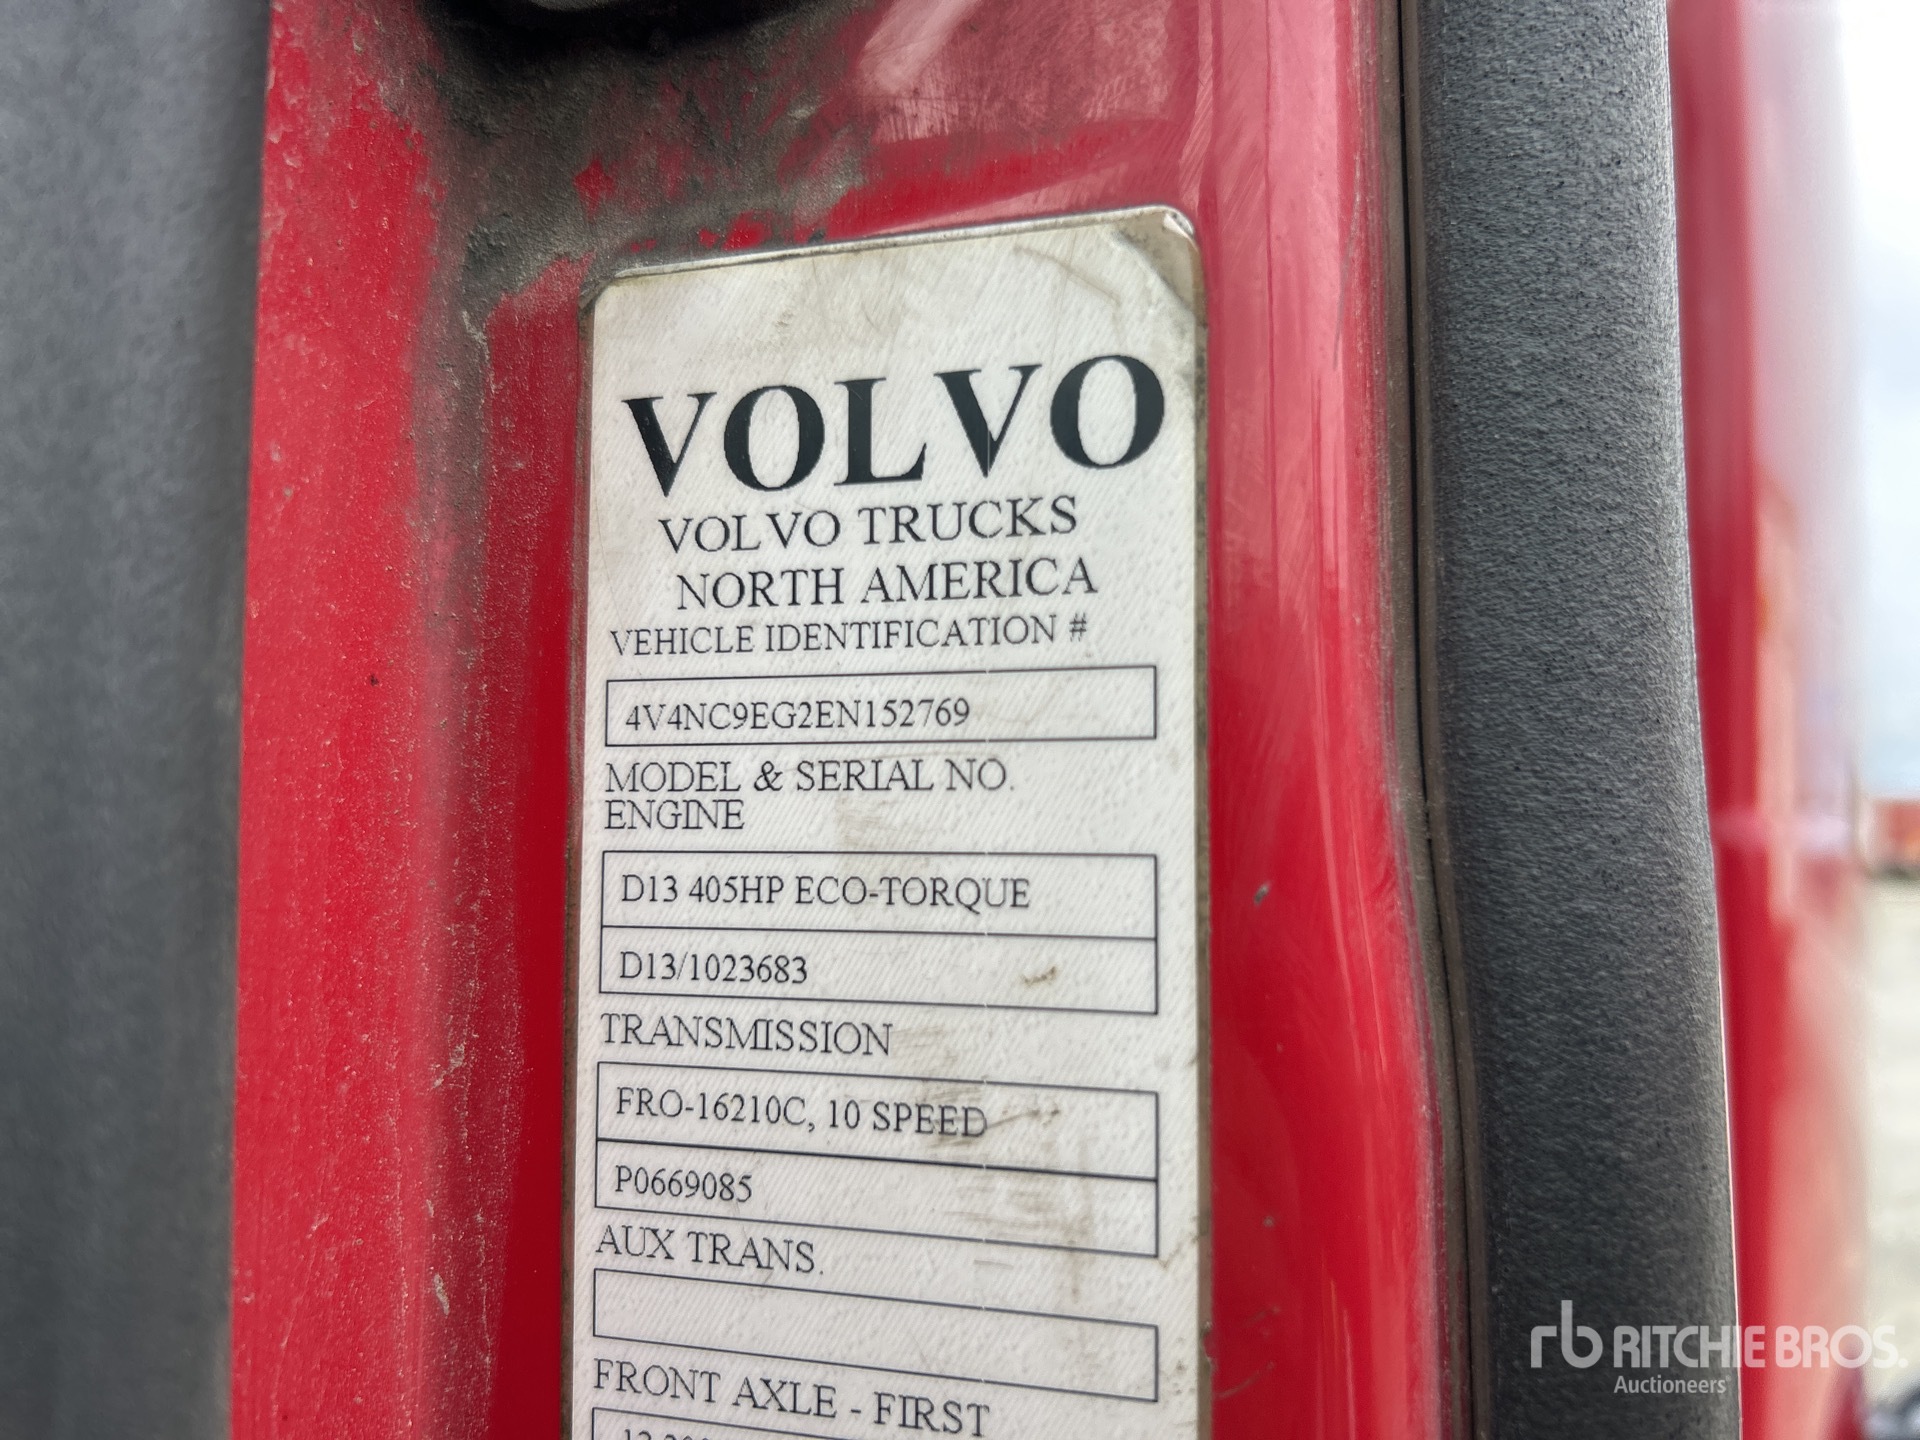 VOLVO
VOLVO TRUCKS
NORTH AMERICA
VEHICLE IDENTIFICATION #
4V4NC9EG2EN152769
MODEL & SERIAL NO.
ENGINE
D13 405HP ECO-TORQUE
D13/1023683
TRANSMISSION
FRO-16210C, 10 SPEED
P0669085
AUX TRANS.
FRONT AXLE - FIRST
rb RITCHIE BROS.
Auctioneers